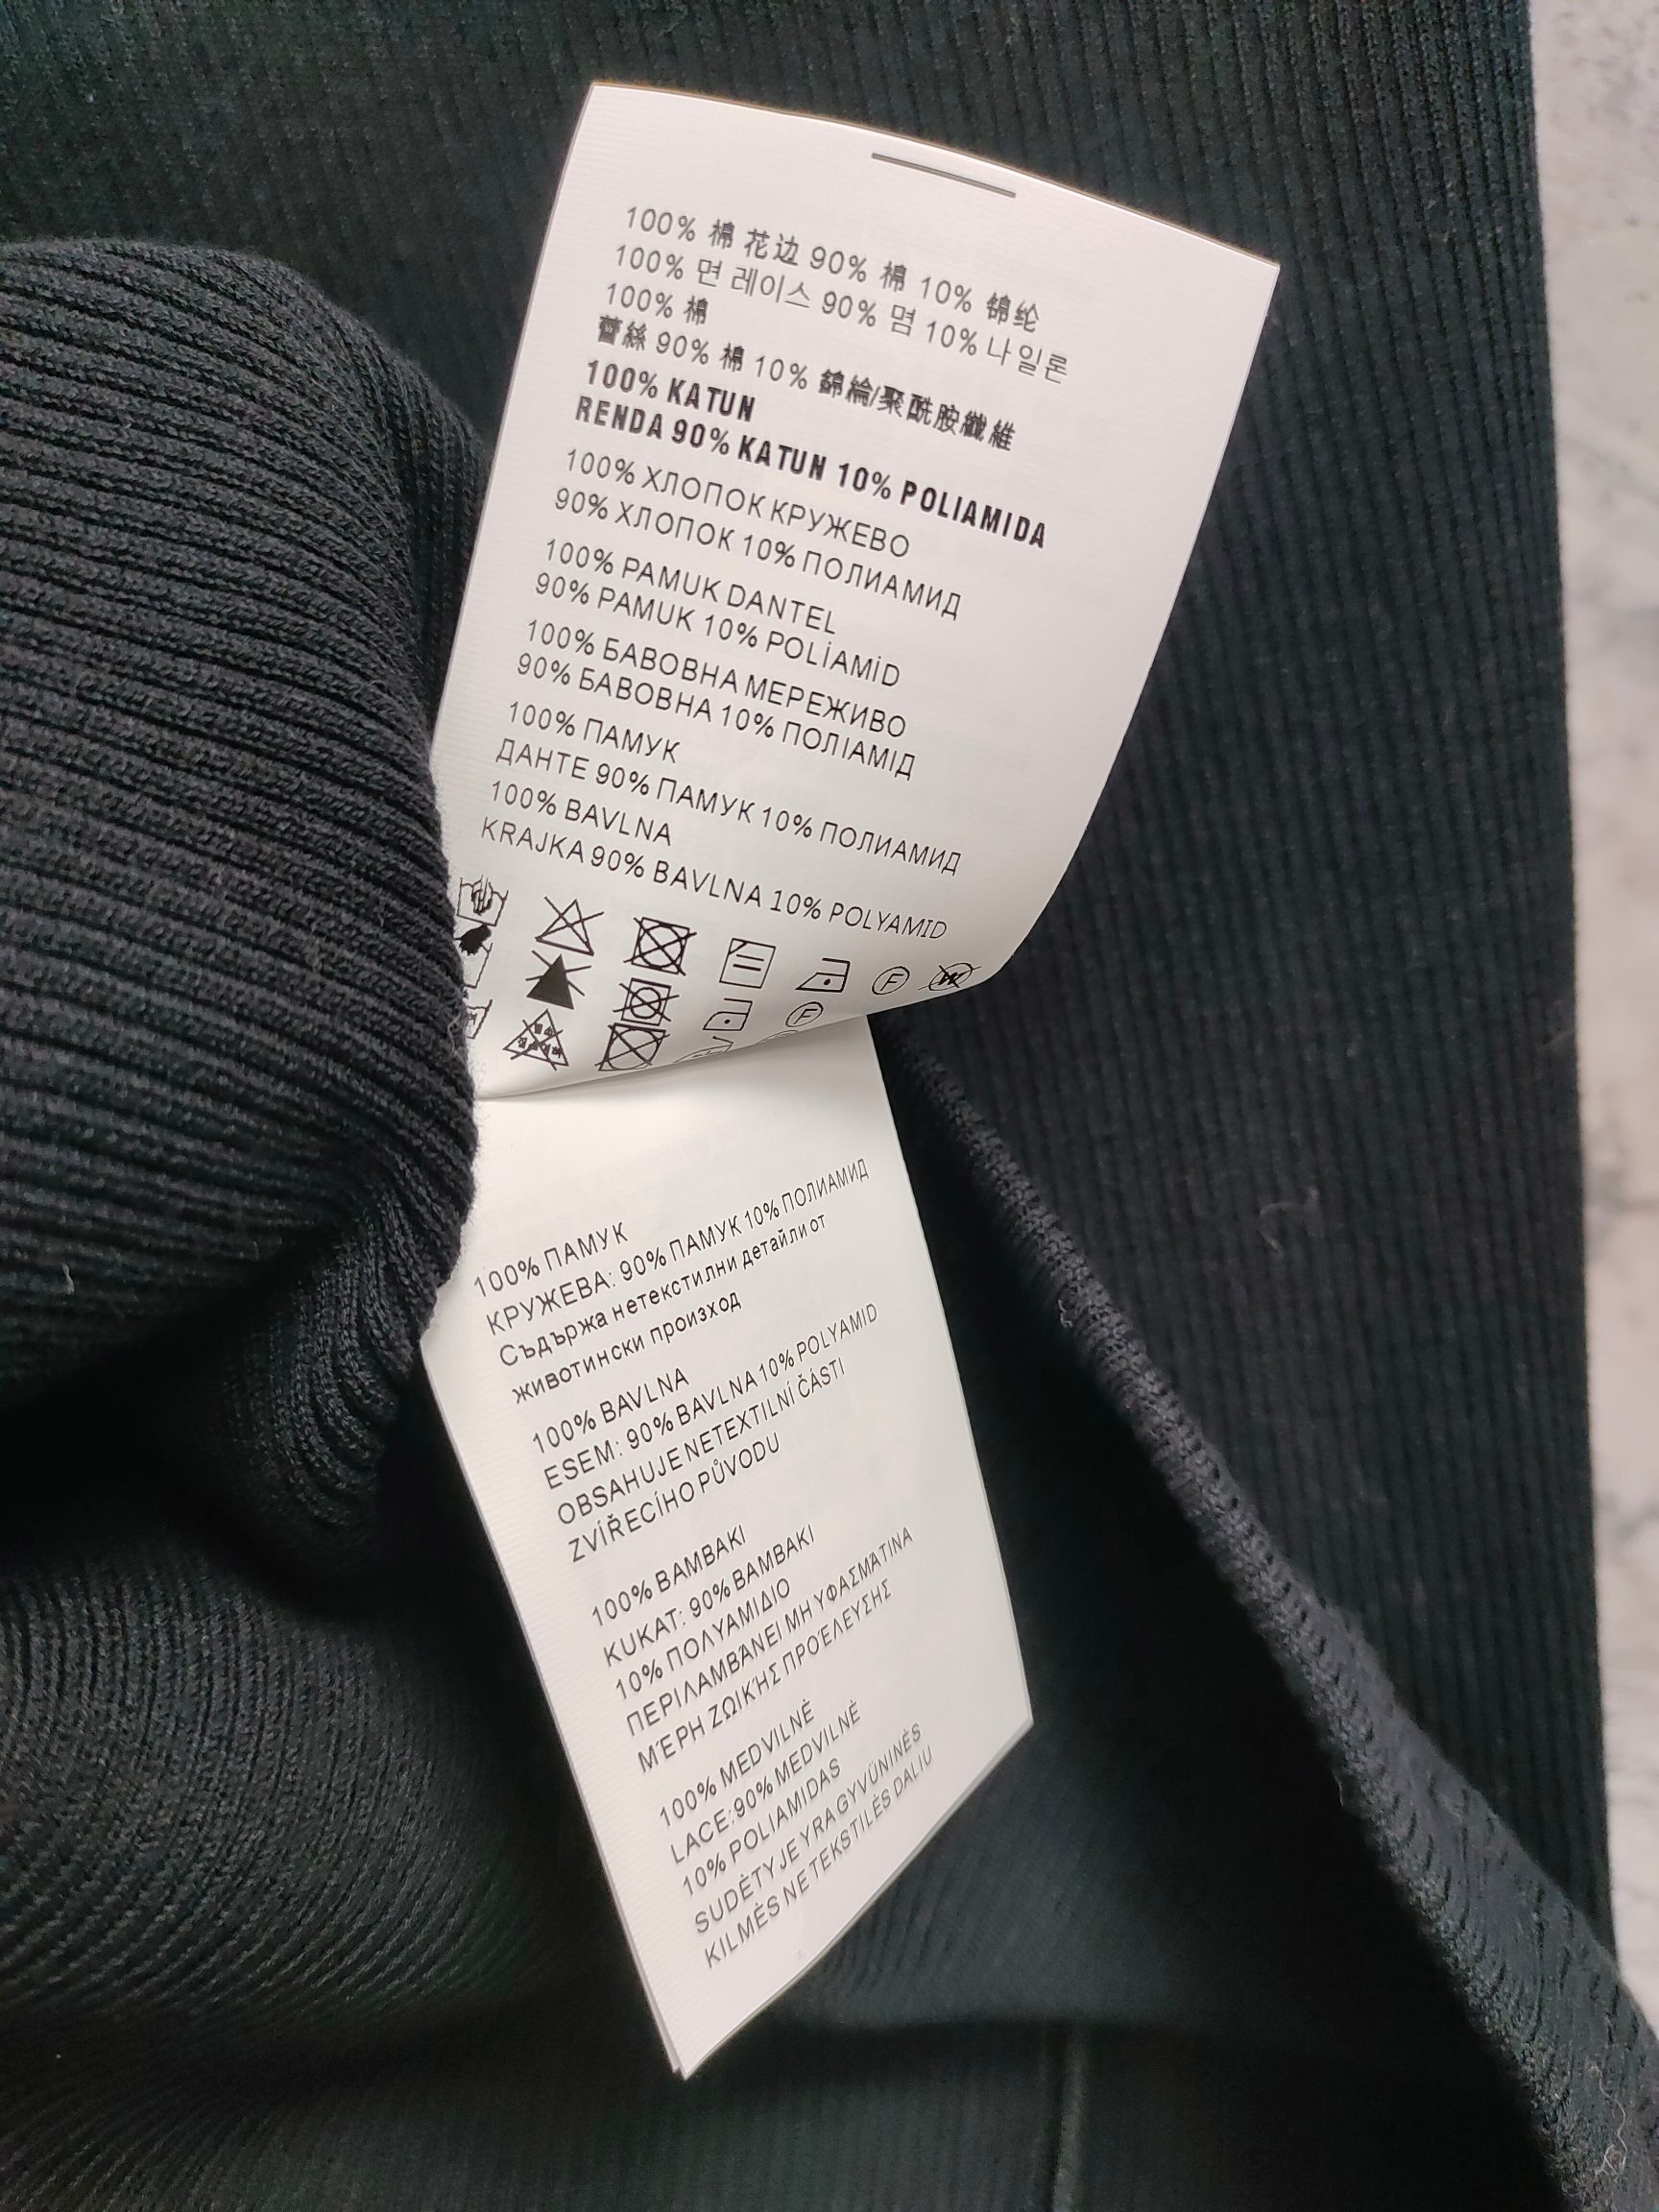 100% 棉 花边 90% 棉 10% 锦纶
100% 면 레이스 90% 몀 10% 나일론
100% 棉
蕾絲 90% 棉 10% 錦綸/聚酰胺纖維
100% KATUN
RENDA 90% KATUN 10% POLIAMIDA
100% ХЛОПОК КРУЖЕВО
90% ХЛОПОК 10% ПОЛИАМИД
100% PAMUK DANTEL
90% PAMUK 10% POLİAMİD
100% БАВОВНА МЕРЕЖИВО
90% БАВОВНА 10% ПОЛІАМІД
100% ПАМУК
ДАНТЕ 90% ПАМУК 10% ПОЛИАМИД
100% BAVLNA
KRAJKA 90% BAVLNA 10% POLYAMID
F W
F
100% ПАМУК
КРУЖЕВА: 90% ПАМУК 10% ПОЛИАМИД
Съдържа нетекстилни детайли от
животински произход
100% BAVLNA
ESEM: 90% BAVLNA 10% POLYAMID
OBSAHUJE NETEXTILNÍ ČÁSTI
ZVÍŘECÍHO PŮVODU
100% ΒΑΜΒΑΚΙ
KUKAT: 90% ΒΑΜΒΑΚΙ
10% ΠΟΛΥΑΜΙΔΙΟ
ΠΕΡΙΛΑΜΒΆΝΕΙ ΜΗ ΥΦΑΣΜΆΤΙΝΑ
ΜΈΡΗ ΖΩΙΚΉΣ ΠΡΟΈΛΕΥΣΗΣ
100% MEDVILNĖ
LACE:90% MEDVILNĖ
10% POLIAMIDAS
SUDĖTYJE YRA GYVŪNINĖS
KILMĖS NE TEKSTILĖS DALIU